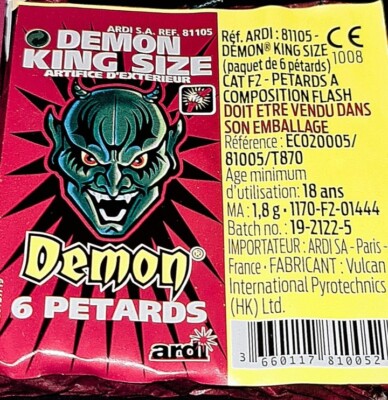 ARDI S.A. REF. 81105
DEMON
KING SIZE
ARTIFICE D'EXTERIEUR
Demon®
6 PETARDS
ardi
Réf. ARDI : 81105 -
DEMON® KING SIZE
(paquet de 6 pétards)
CE
1008
CAT F2 - PETARDS A
COMPOSITION FLASH
DOIT ETRE VENDU DANS
SON EMBALLAGE
Référence : EC020005/
81005/T870
Age minimum
d'utilisation : 18 ans
MA : 1,8 g · 1170-F2-01444
Batch no. : 19-2122-5
IMPORTATEUR : ARDI SA - Paris -
France · FABRICANT : Vulcan
International Pyrotechnics
(HK) Ltd.
3 660117 810052